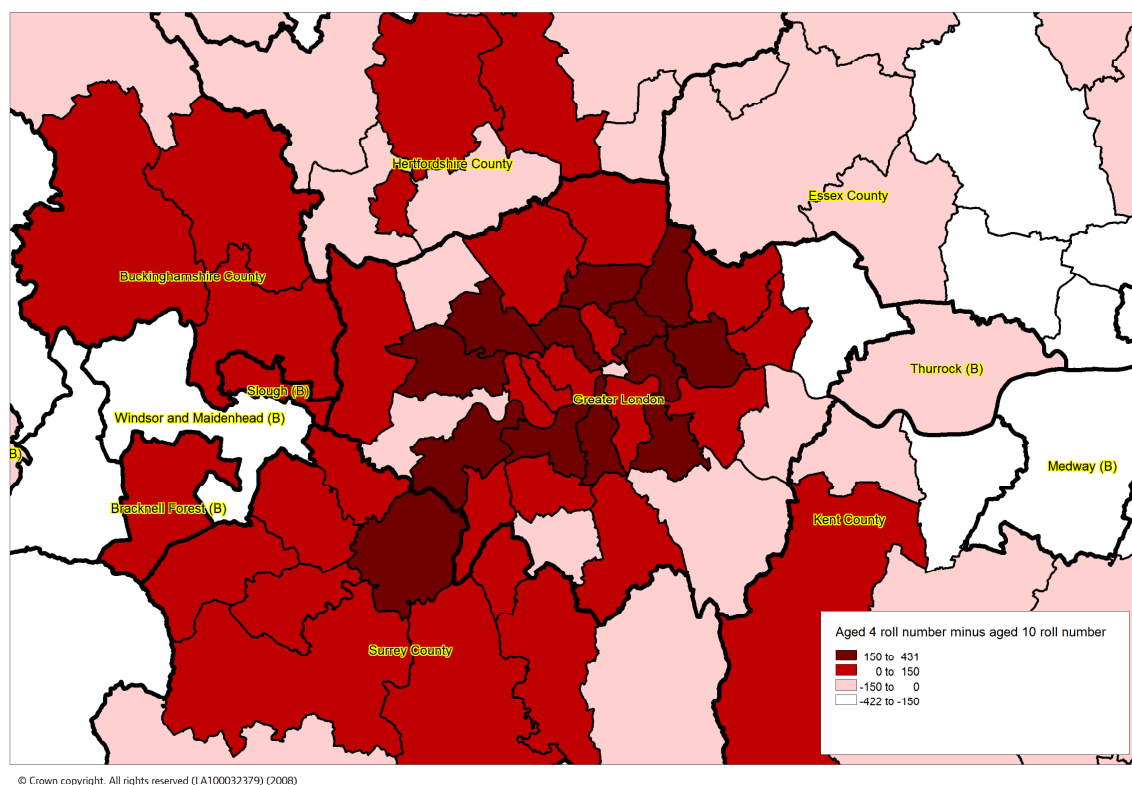 Hertfordshire County
Essex County
Buckinghamshire County
Thurrock (B)
Slough (B)
Greater London
Windsor and Maidenhead (B)
B)
Medway (B)
Bracknell Forest (B)
Kent County
Surrey County
Aged 4 roll number minus aged 10 roll number
150 to 431
0 to 150
-150 to 0
-422 to -150
© Crown copyright. All rights reserved (LA100032379) (2008)